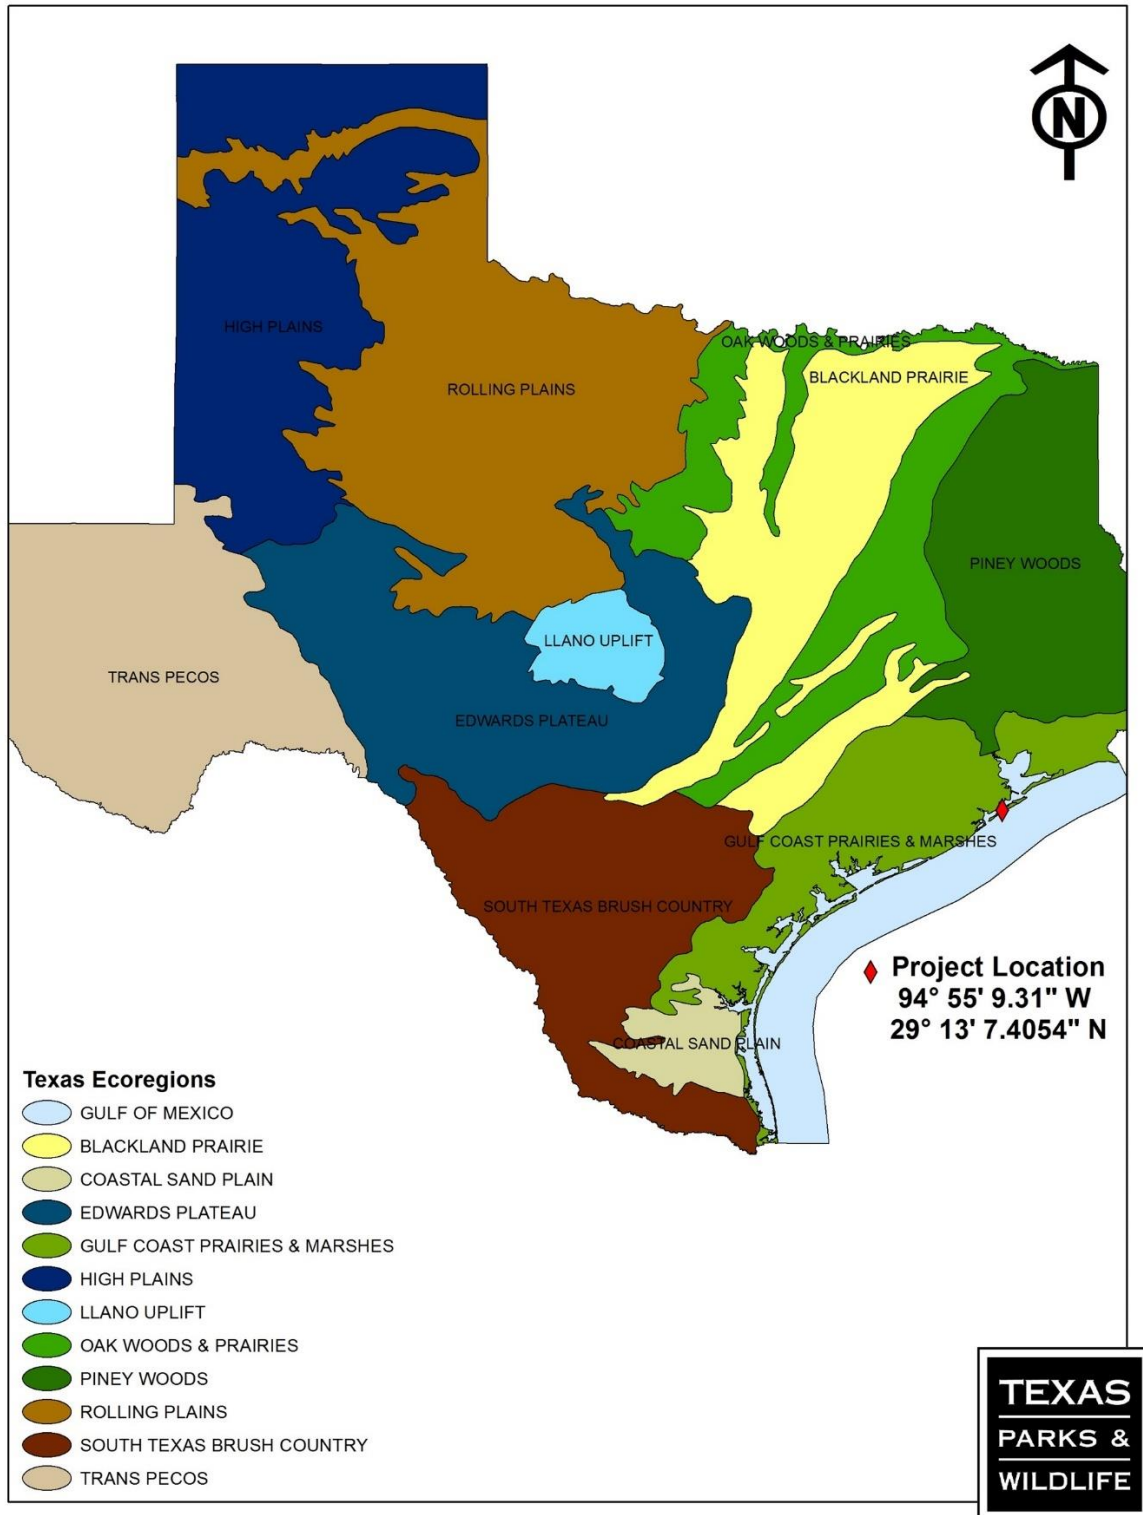 N
HIGH PLAINS
OAK WOODS & PRAIRIES
BLACKLAND PRAIRIE
ROLLING PLAINS
PINEY WOODS
LLANO UPLIFT
TRANS PECOS
EDWARDS PLATEAU
GULF COAST PRAIRIES & MARSHES
SOUTH TEXAS BRUSH COUNTRY
Project Location
94° 55' 9.31" W
29° 13' 7.4054" N
COASTAL SAND PLAIN
Texas Ecoregions
GULF OF MEXICO
BLACKLAND PRAIRIE
COASTAL SAND PLAIN
EDWARDS PLATEAU
GULF COAST PRAIRIES & MARSHES
HIGH PLAINS
LLANO UPLIFT
OAK WOODS & PRAIRIES
PINEY WOODS
ROLLING PLAINS
SOUTH TEXAS BRUSH COUNTRY
TRANS PECOS
TEXAS
PARKS &
WILDLIFE